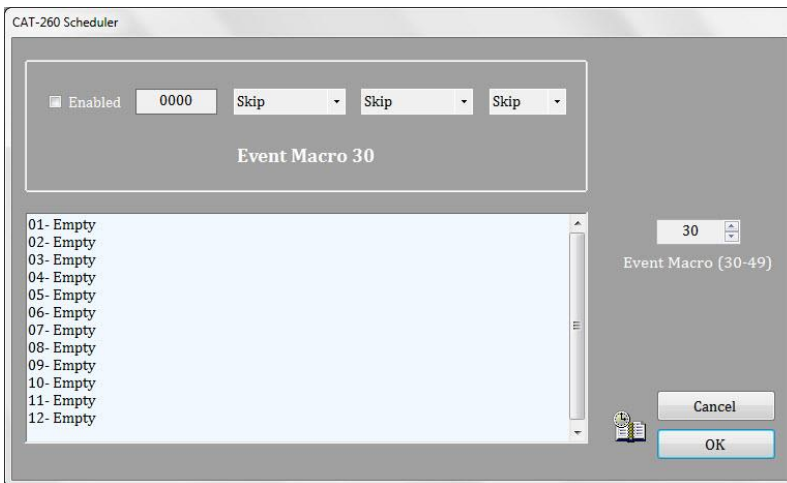 CAT-260 Scheduler
Enabled 0000 Skip Skip Skip
Event Macro 30
01- Empty
02- Empty
03- Empty
04- Empty
05- Empty
06- Empty
07- Empty
08- Empty
09- Empty
10- Empty
11- Empty
12- Empty
30
Event Macro (30-49)
Cancel
OK